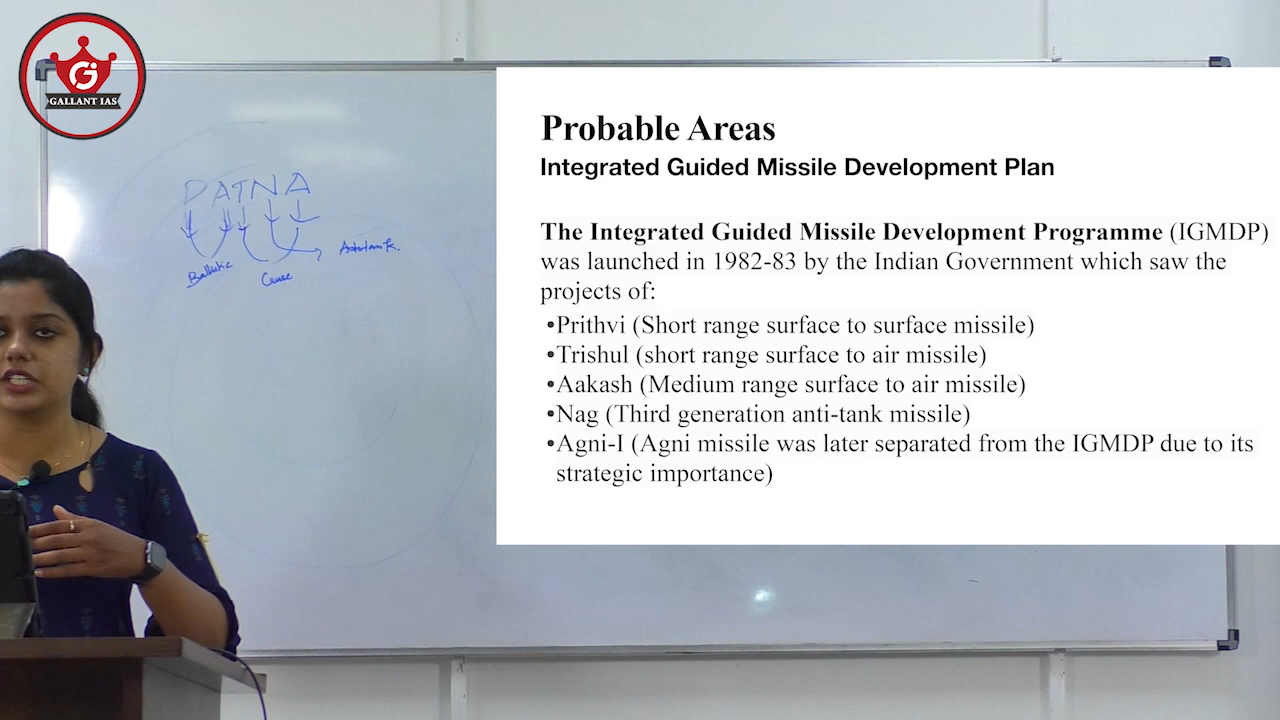 GALLANT IAS
PATNA
Ballistic
Probable Areas
Integrated Guided Missile Development Plan
The Integrated Guided Missile Development Programme (IGMDP)
was launched in 1982-83 by the Indian Government which saw the
projects of:
•Prithvi (Short range surface to surface missile)
•Trishul (short range surface to air missile)
•Aakash (Medium range surface to air missile)
•Nag (Third generation anti-tank missile)
•Agni-I (Agni missile was later separated from the IGMDP due to its
strategic importance)